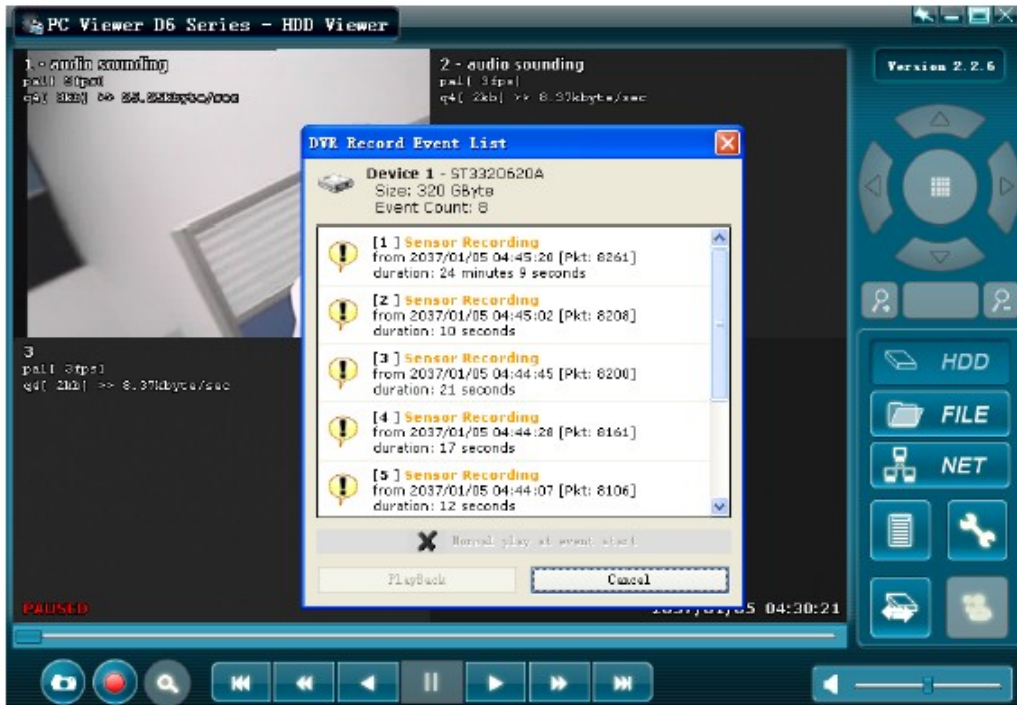 PC Viewer D6 Series - HDD Viewer
Version 2.2.6
1 - audio sounding
pal[ 3fps]
2 - audio sounding
pal[ 3fps]
q4[ 2kb] >> 8.37kbyte/sec
DVR Record Event List
Device 1 - ST3320620A
Size: 320 GByte
Event Count: 8
[1 ] Sensor Recording
from 2037/01/05 04:45:20 [Pkt: 8261]
duration: 24 minutes 9 seconds
[2 ] Sensor Recording
from 2037/01/05 04:45:02 [Pkt: 8208]
duration: 10 seconds
[3 ] Sensor Recording
from 2037/01/05 04:44:45 [Pkt: 8200]
duration: 21 seconds
[4 ] Sensor Recording
from 2037/01/05 04:44:28 [Pkt: 8161]
duration: 17 seconds
[5 ] Sensor Recording
from 2037/01/05 04:44:07 [Pkt: 8106]
duration: 12 seconds
Normal play at event start
PlayBack
Cancel
3
pal[ 3fps]
q4[ 2kb] >> 8.37kbyte/sec
PAUSED
04:30:21
HDD
FILE
NET